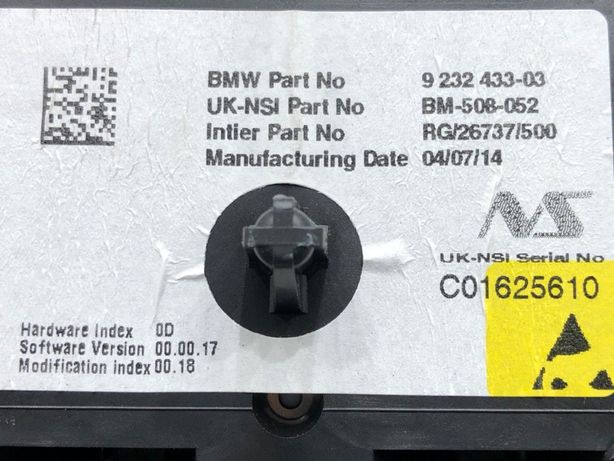 BMW Part No 9 232 433-03
UK-NSI Part No BM-508-052
Intier Part No RG/26737/500
Manufacturing Date 04/07/14
UK-NSI Serial No
C01625610
Hardware Index 0D
Software Version 00.00.17
Modification index 00.18